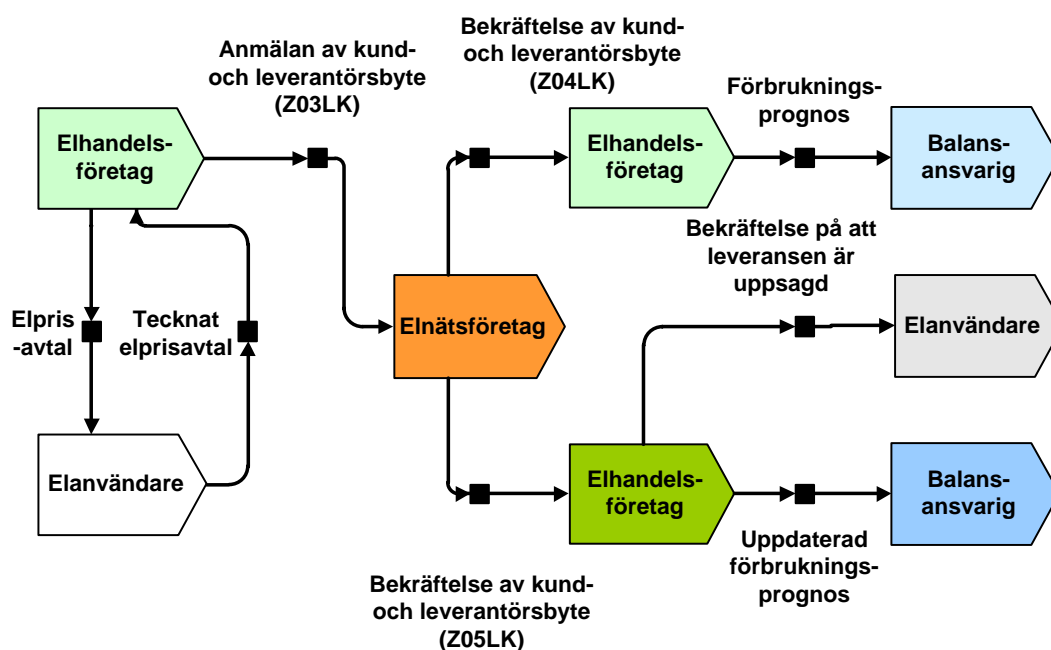 Anmälan av kund-
och leverantörsbyte
(Z03LK)
Bekräftelse av kund-
och leverantörsbyte
(Z04LK)
Förbruknings-
prognos
Elhandels-
företag
Elhandels-
företag
Balans-
ansvarig
Bekräftelse på att
leveransen är
uppsagd
Elpris
-avtal
Tecknat
elprisavtal
Elnätsföretag
Elanvändare
Elanvändare
Elhandels-
företag
Balans-
ansvarig
Uppdaterad
förbruknings-
prognos
Bekräftelse av kund-
och leverantörsbyte
(Z05LK)